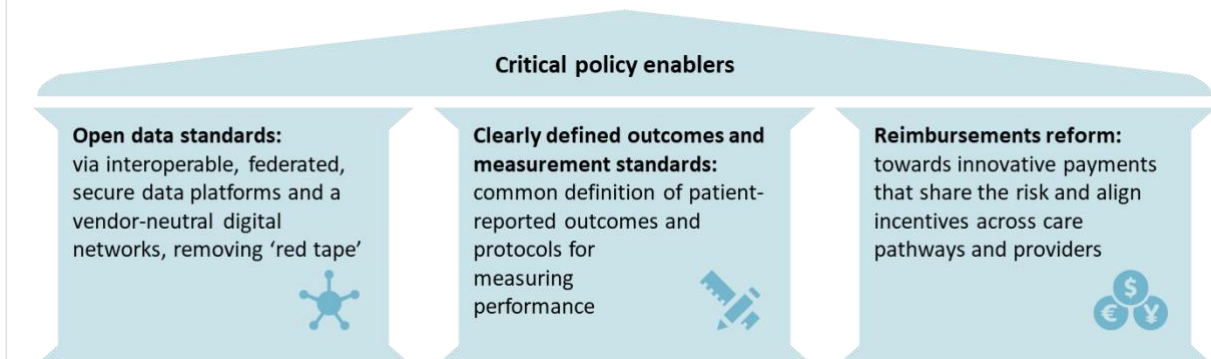 Critical policy enablers
Open data standards:
via interoperable, federated,
secure data platforms and a
vendor-neutral digital
networks, removing ‘red tape’
Clearly defined outcomes and
measurement standards:
common definition of patient-
reported outcomes and
protocols for
measuring
performance
Reimbursements reform:
towards innovative payments
that share the risk and align
incentives across care
pathways and providers
$
€ ¥